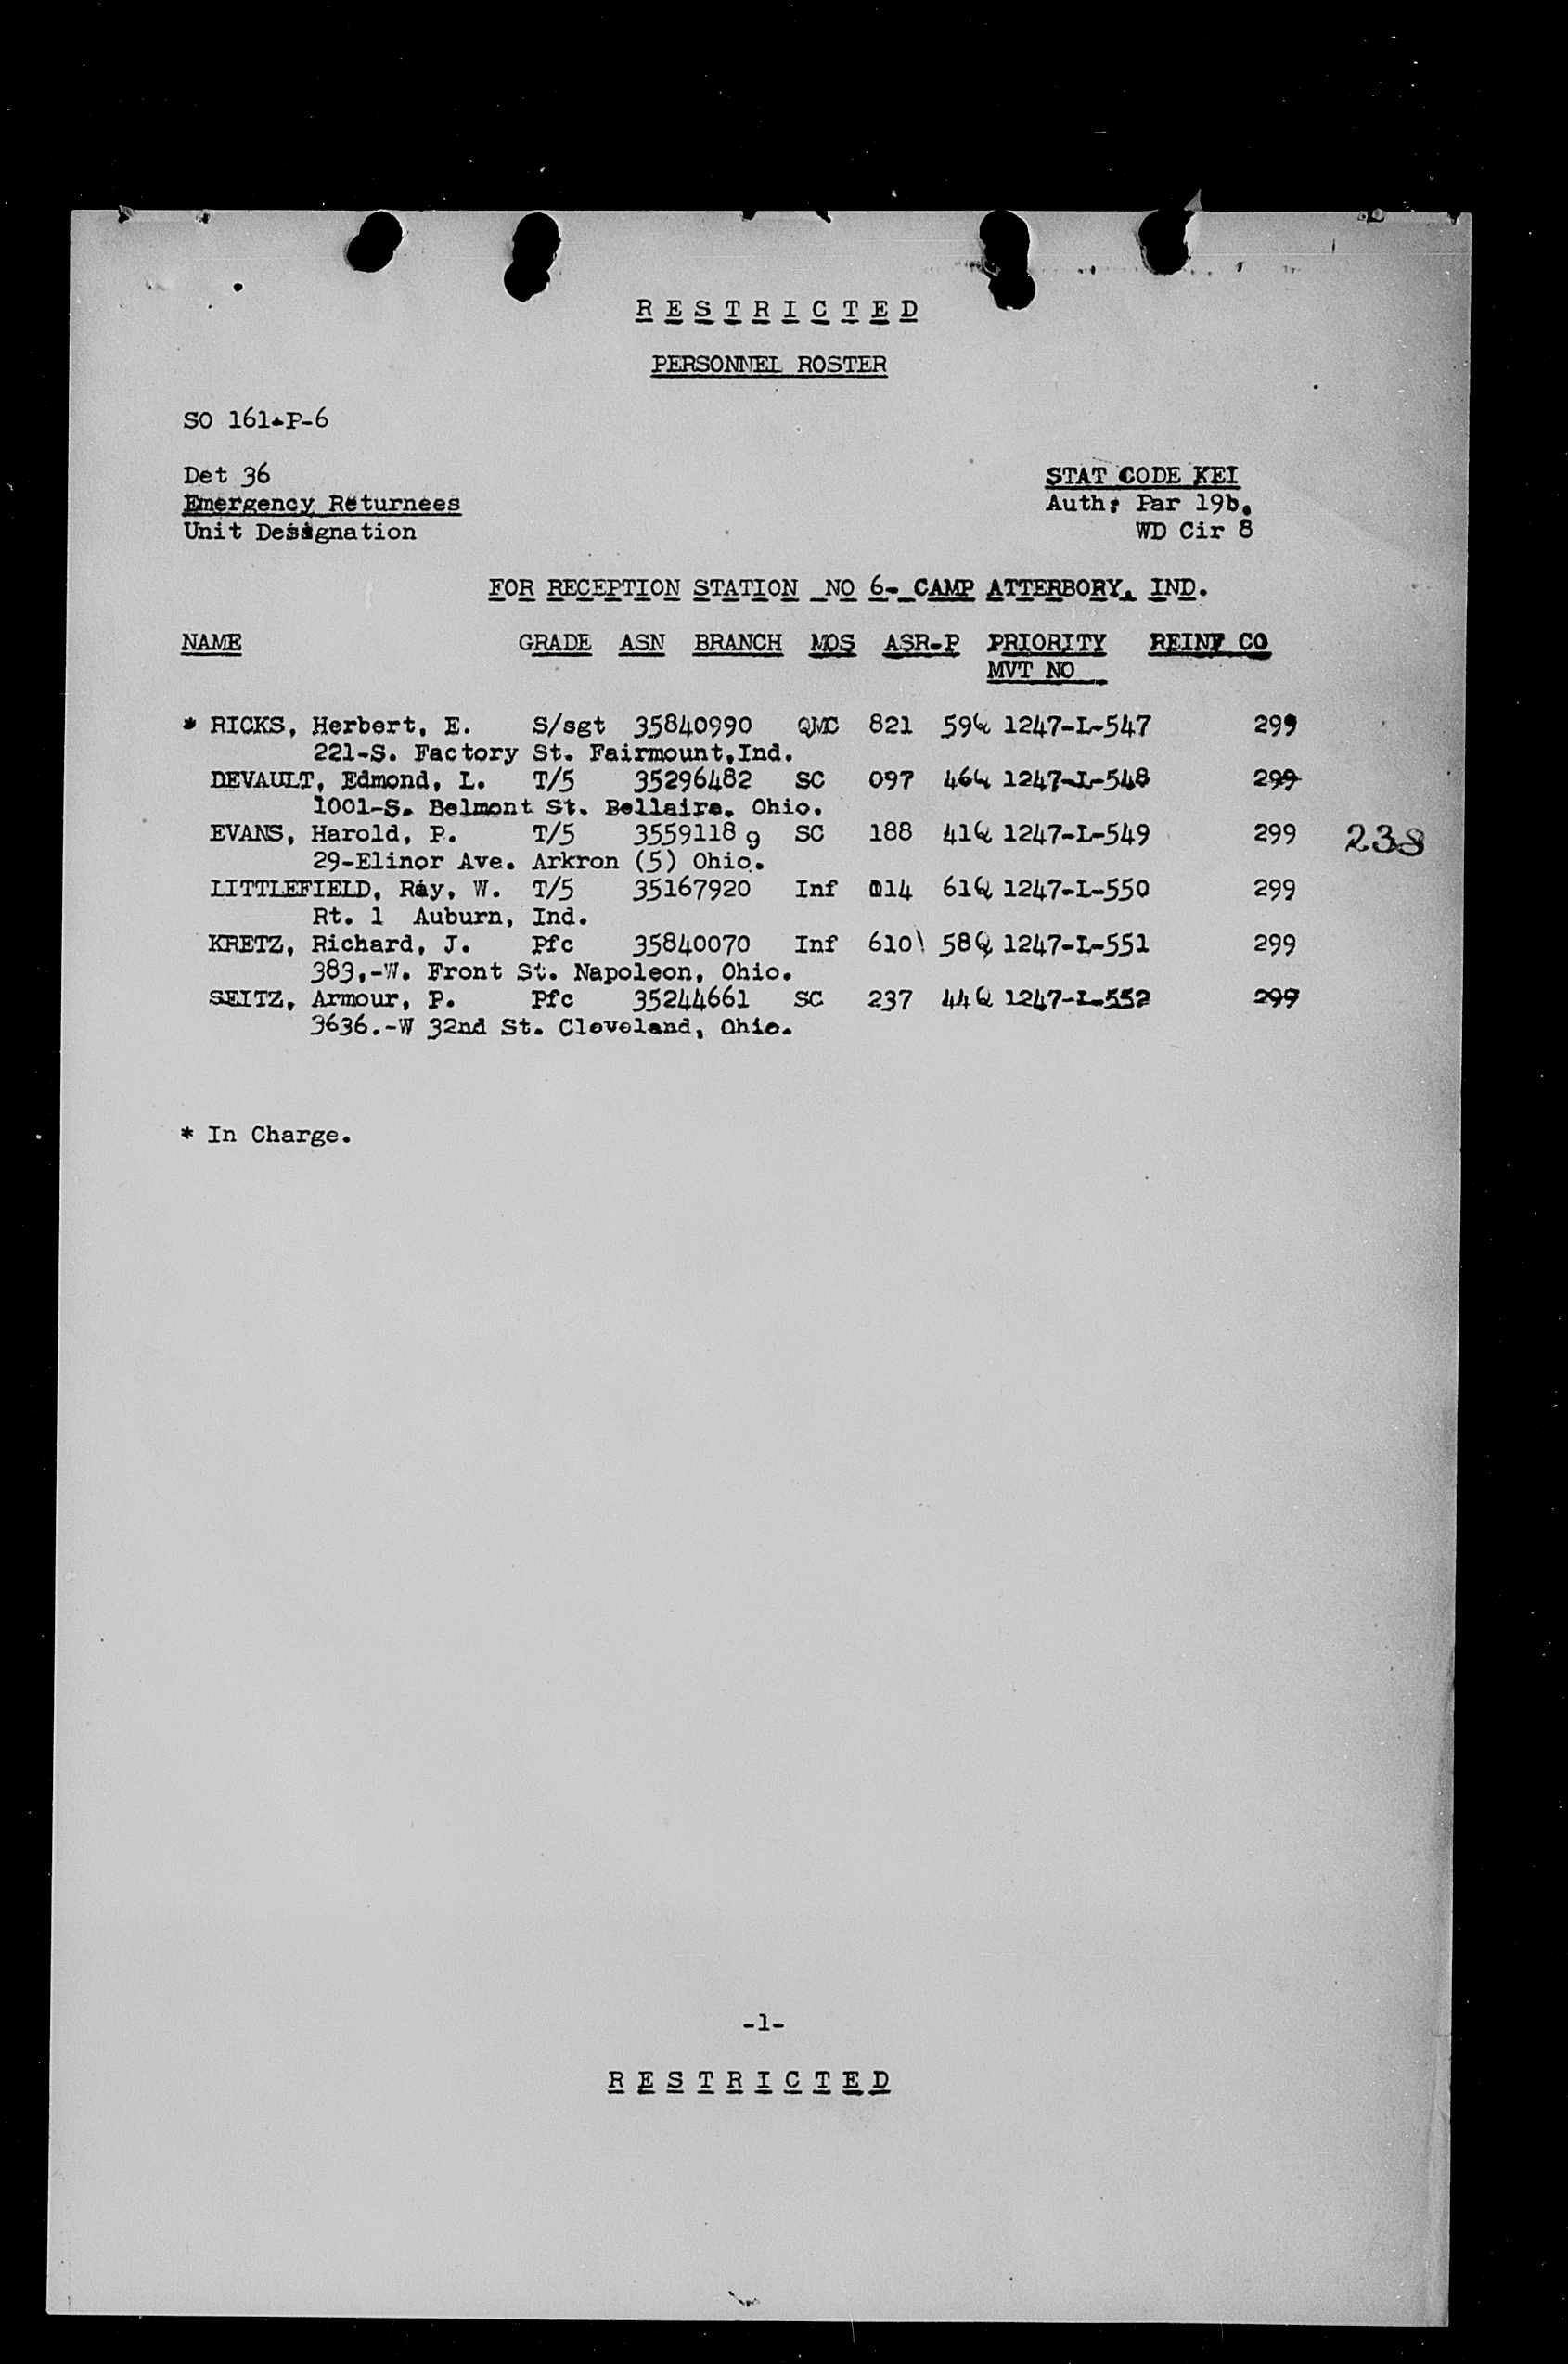 RESTRICTED
PERSONNEL ROSTER
SO 161-P-6
Det 36
Emergency Returnees
Unit Designation
STAT CODE KEI
Auth: Par 19b.
WD Cir 8
FOR RECEPTION STATION NO 6- CAMP ATTERBORY, IND.
NAME GRADE ASN BRANCH MOS ASR-P PRIORITY REINF CO
MVT NO
* RICKS, Herbert, E. S/sgt 35840990 QMC 821 59 1247-L-547 299
221-S. Factory St. Fairmount,Ind.
DEVAULT, Edmond, L. T/5 35296482 SC 097 46 1247-L-548 299
1001-S. Belmont St. Bellaire, Ohio.
EVANS, Harold, P. T/5 35591189 SC 188 41 1247-L-549 299 238
29-Elinor Ave. Arkron (5) Ohio.
LITTLEFIELD, Ray, W. T/5 35167920 Inf 014 61 1247-L-550 299
Rt. 1 Auburn, Ind.
KRETZ, Richard, J. Pfc 35840070 Inf 610 58 1247-L-551 299
383,-W. Front St. Napoleon, Ohio.
SEITZ, Armour, P. Pfc 35244661 SC 237 44 1247-L-552 299
3636.-W 32nd St. Cleveland, Ohio.
* In Charge.
-1-
RESTRICTED